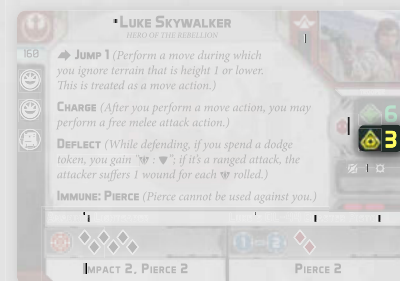 •Luke Skywalker
HERO OF THE REBELLION
160
Jump 1 (Perform a move during which
you ignore terrain that is height 1 or lower.
This is treated as a move action.)
6
Charge (After you perform a move action, you may
perform a free melee attack action.)
3
Deflect (While defending, if you spend a dodge
token, you gain " : "; if it's a ranged attack, the
attacker suffers 1 wound for each rolled.)
Immune: Pierce (Pierce cannot be used against you.)
1 2
Impact 2, Pierce 2
Pierce 2